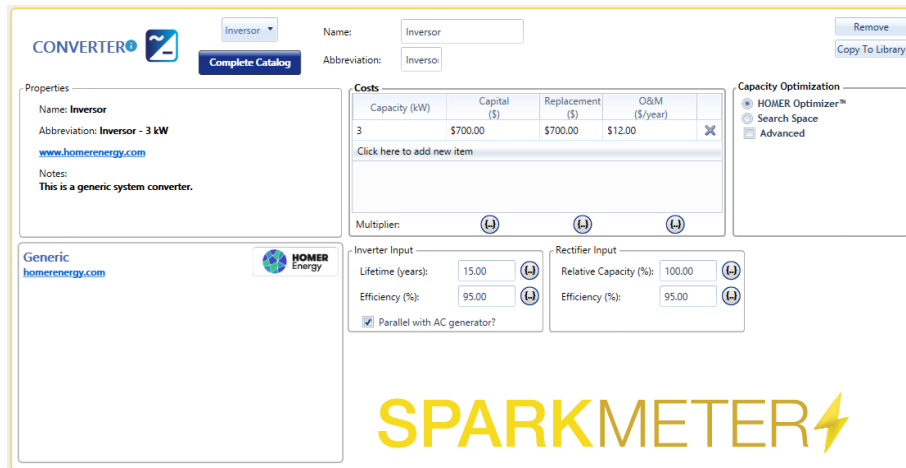 CONVERTER
Inversor
Complete Catalog
Name:
Inversor
Abbreviation:
Inversor
Remove
Copy To Library
Properties
Name: Inversor
Abbreviation: Inversor - 3 kW
www.homerenergy.com
Notes:
This is a generic system converter.
Costs
Capacity (kW)
Capital
($)
Replacement
($)
O&M
($/year)
3
$700.00
$700.00
$12.00
Click here to add new item
Multiplier:
(..)
(..)
(..)
Capacity Optimization
HOMER Optimizer™
Search Space
Advanced
Generic
homerenergy.com
HOMER
Energy
Inverter Input
Lifetime (years):
15.00
(..)
Efficiency (%):
95.00
(..)
Parallel with AC generator?
Rectifier Input
Relative Capacity (%):
100.00
(..)
Efficiency (%):
95.00
(..)
SPARKMETER